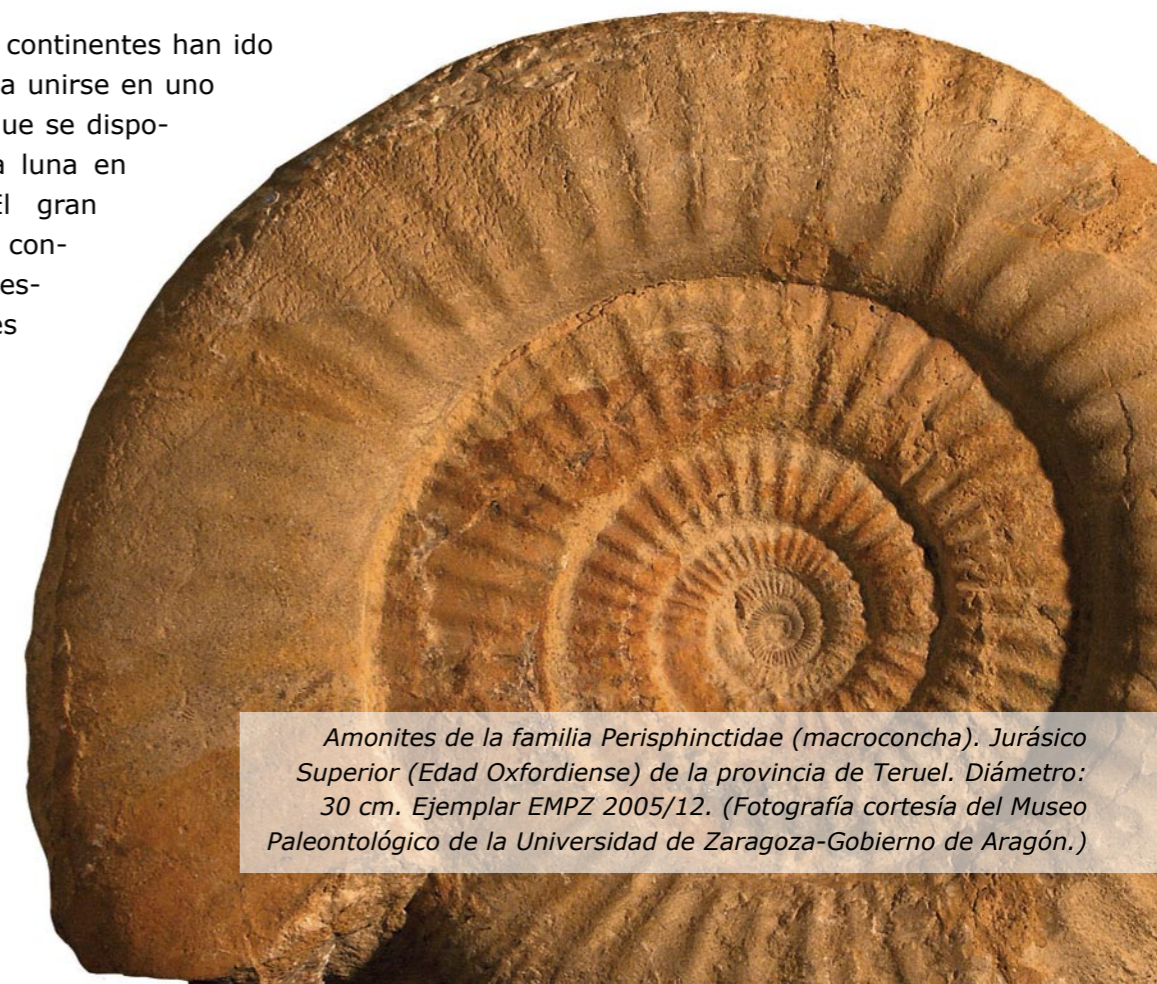 continentes han ido
a unirse en uno
ue se dispo-
a luna en
l gran
con-
es-
es
Amonites de la familia Perisphinctidae (macroconcha). Jurásico
Superior (Edad Oxfordiense) de la provincia de Teruel. Diámetro:
30 cm. Ejemplar EMPZ 2005/12. (Fotografía cortesía del Museo
Paleontológico de la Universidad de Zaragoza-Gobierno de Aragón.)